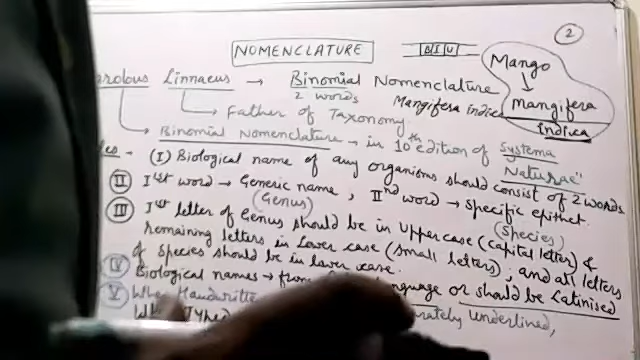 2
NOMENCLATURE
B I U
Mango
Mangifera
indica
Linnaeus → Binomial Nomenclature
2 words
Mangifera Indica
Father of Taxonomy
Binomial Nomenclature → in 10th edition of Systema
Naturae"
(I) Biological name of any organisms should consist of 2 words
II Ist word → Generic name, IInd word → specific epithet.
(Genus)
(Species)
III Ist letter of Genus should be in Uppercase (capital letter) &
remaining letters in Lower case (small letters), and all letters
of species should be in lower case.
IV Biological names → from language or should be Latinised
V When Handwritten underlined,